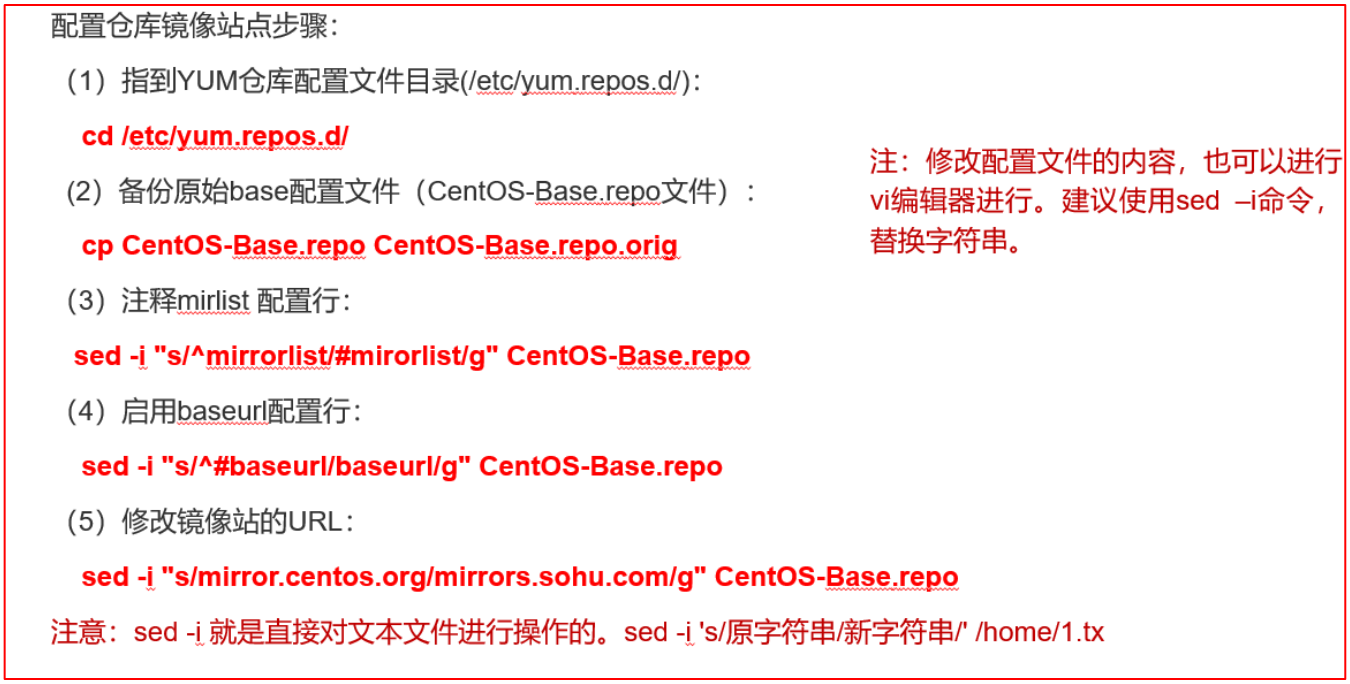 配置仓库镜像站点步骤：
（1）指到YUM仓库配置文件目录(/etc/yum.repos.d/)：
cd /etc/yum.repos.d/
(2）备份原始base配置文件（CentOS-Base.repo文件）：
cp CentOS-Base.repo CentOS-Base.repo.orig
（3）注释mirlist 配置行：
sed -i "s/^mirrorlist/#mirorlist/g" CentOS-Base.repo
（4）启用baseurl配置行：
sed -i "s/^#baseurl/baseurl/g" CentOS-Base.repo
（5）修改镜像站的URL：
sed -i "s/mirror.centos.org/mirrors.sohu.com/g" CentOS-Base.repo
注意：sed -i 就是直接对文本文件进行操作的。sed -i 's/原字符串/新字符串/' /home/1.tx
注：修改配置文件的内容，也可以进行
vi编辑器进行。建议使用sed –i命令，
替换字符串。